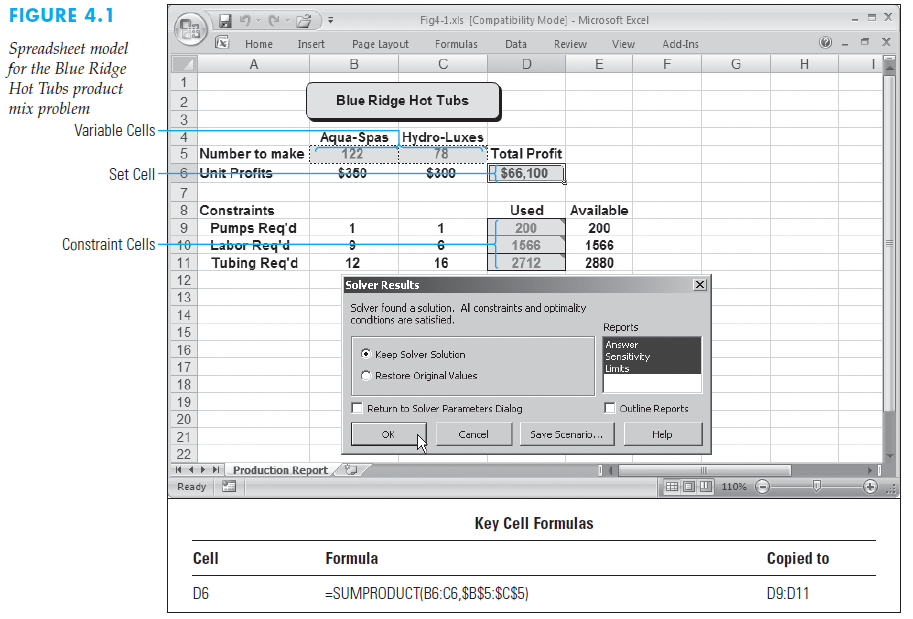 FIGURE 4.1
Spreadsheet model
for the Blue Ridge
Hot Tubs product
mix problem
Variable Cells
Set Cell
Constraint Cells
Fig4-1.xls [Compatibility Mode] - Microsoft Excel
Home Insert Page Layout Formulas Data Review View Add-Ins
A B C D E F G H I
1
2 Blue Ridge Hot Tubs
3
4 Aqua-Spas Hydro-Luxes
5 Number to make 122 78 Total Profit
6 Unit Profits $350 $300 $66,100
7
8 Constraints Used Available
9 Pumps Req'd 1 1 200 200
10 Labor Req'd 9 6 1566 1566
11 Tubing Req'd 12 16 2712 2880
12
13
14
15
16
17
18
19
20
21
22
Solver Results
Solver found a solution. All constraints and optimality
conditions are satisfied.
Reports
Answer
Sensitivity
Limits
Keep Solver Solution
Restore Original Values
Return to Solver Parameters Dialog
Outline Reports
OK Cancel Save Scenario... Help
Production Report
Ready 110%
Key Cell Formulas
Cell Formula Copied to
D6 =SUMPRODUCT(B6:C6,$B$5:$C$5) D9:D11